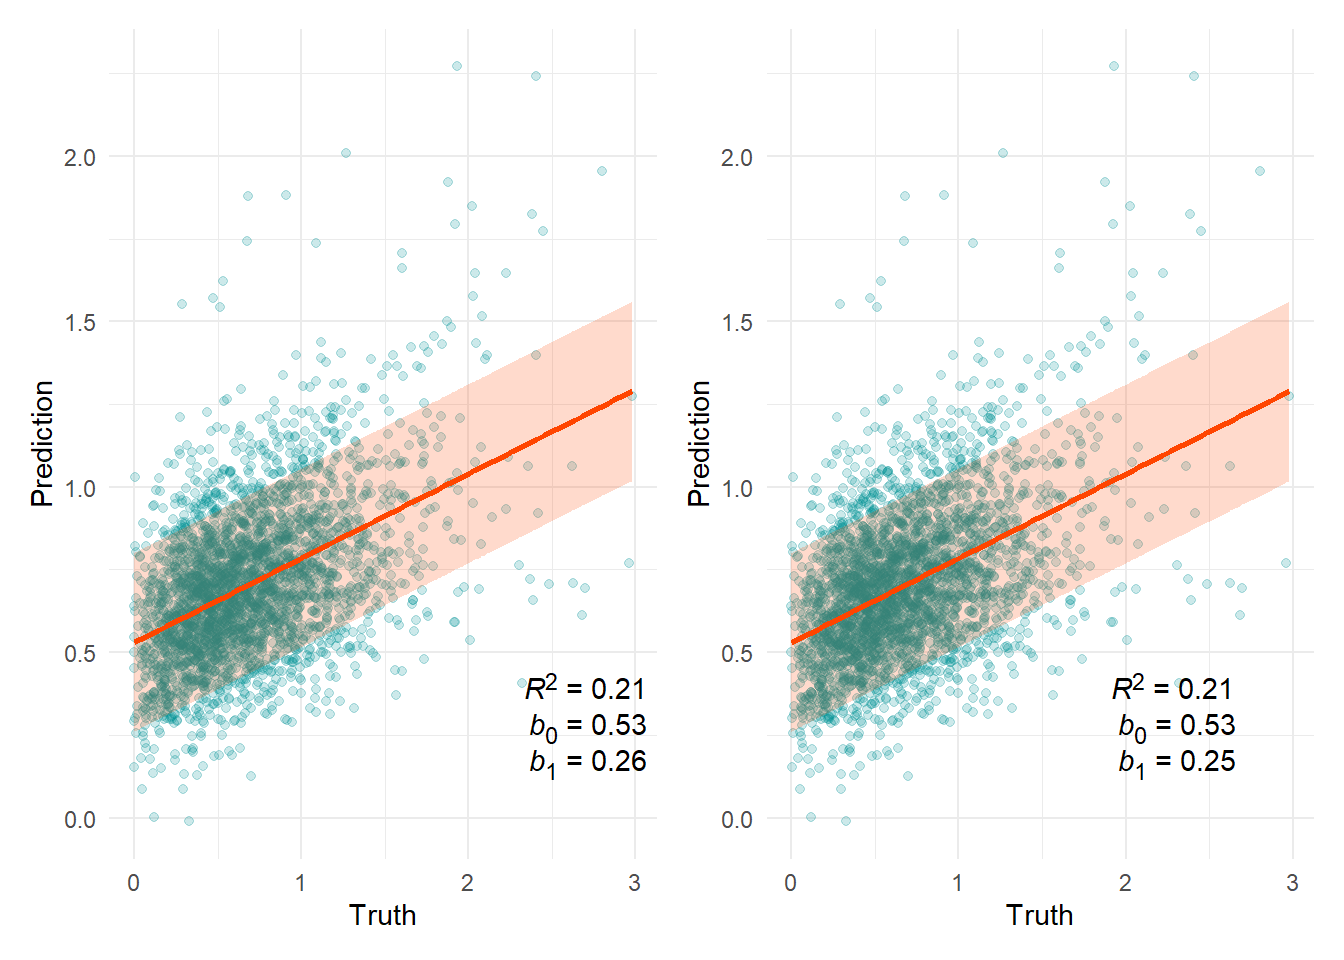 2.0
1.5
1.0
0.5
0.0
Prediction
R² = 0.21
b₀ = 0.53
b₁ = 0.26
0 1 2 3
Truth
2.0
1.5
1.0
0.5
0.0
Prediction
R² = 0.21
b₀ = 0.53
b₁ = 0.25
0 1 2 3
Truth